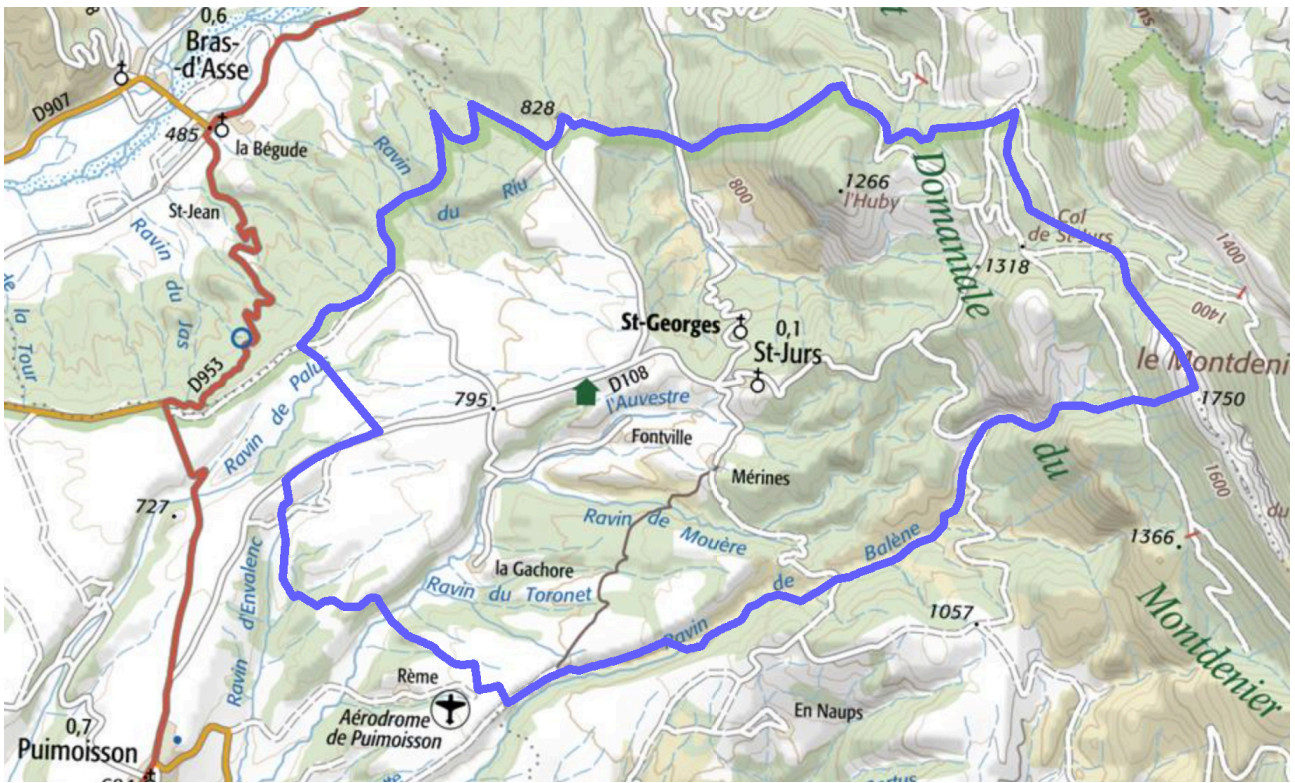 0,6
Bras-
-d'Asse
D907
485
la Bégude
St-Jean
Ravin
du
Jas
la Tour
D953
828
Ravin
du Riu
800
1266
l'Huby
Domaniale
du
Montdenier
Col
de St-Jurs
1318
1400
1400
St-Georges
0,1
St-Jurs
le Montdeni
1750
D108
l'Auvestre
795
Fontville
Ravin de Palu
727
Mérines
Ravin de Mouère
1600
du
1366
la Gachore
Ravin du Toronet
Ravin de Balène
1057
Ravin d'Envalenc
Rème
Aérodrome
de Puimoisson
En Naups
0,7
Puimoisson